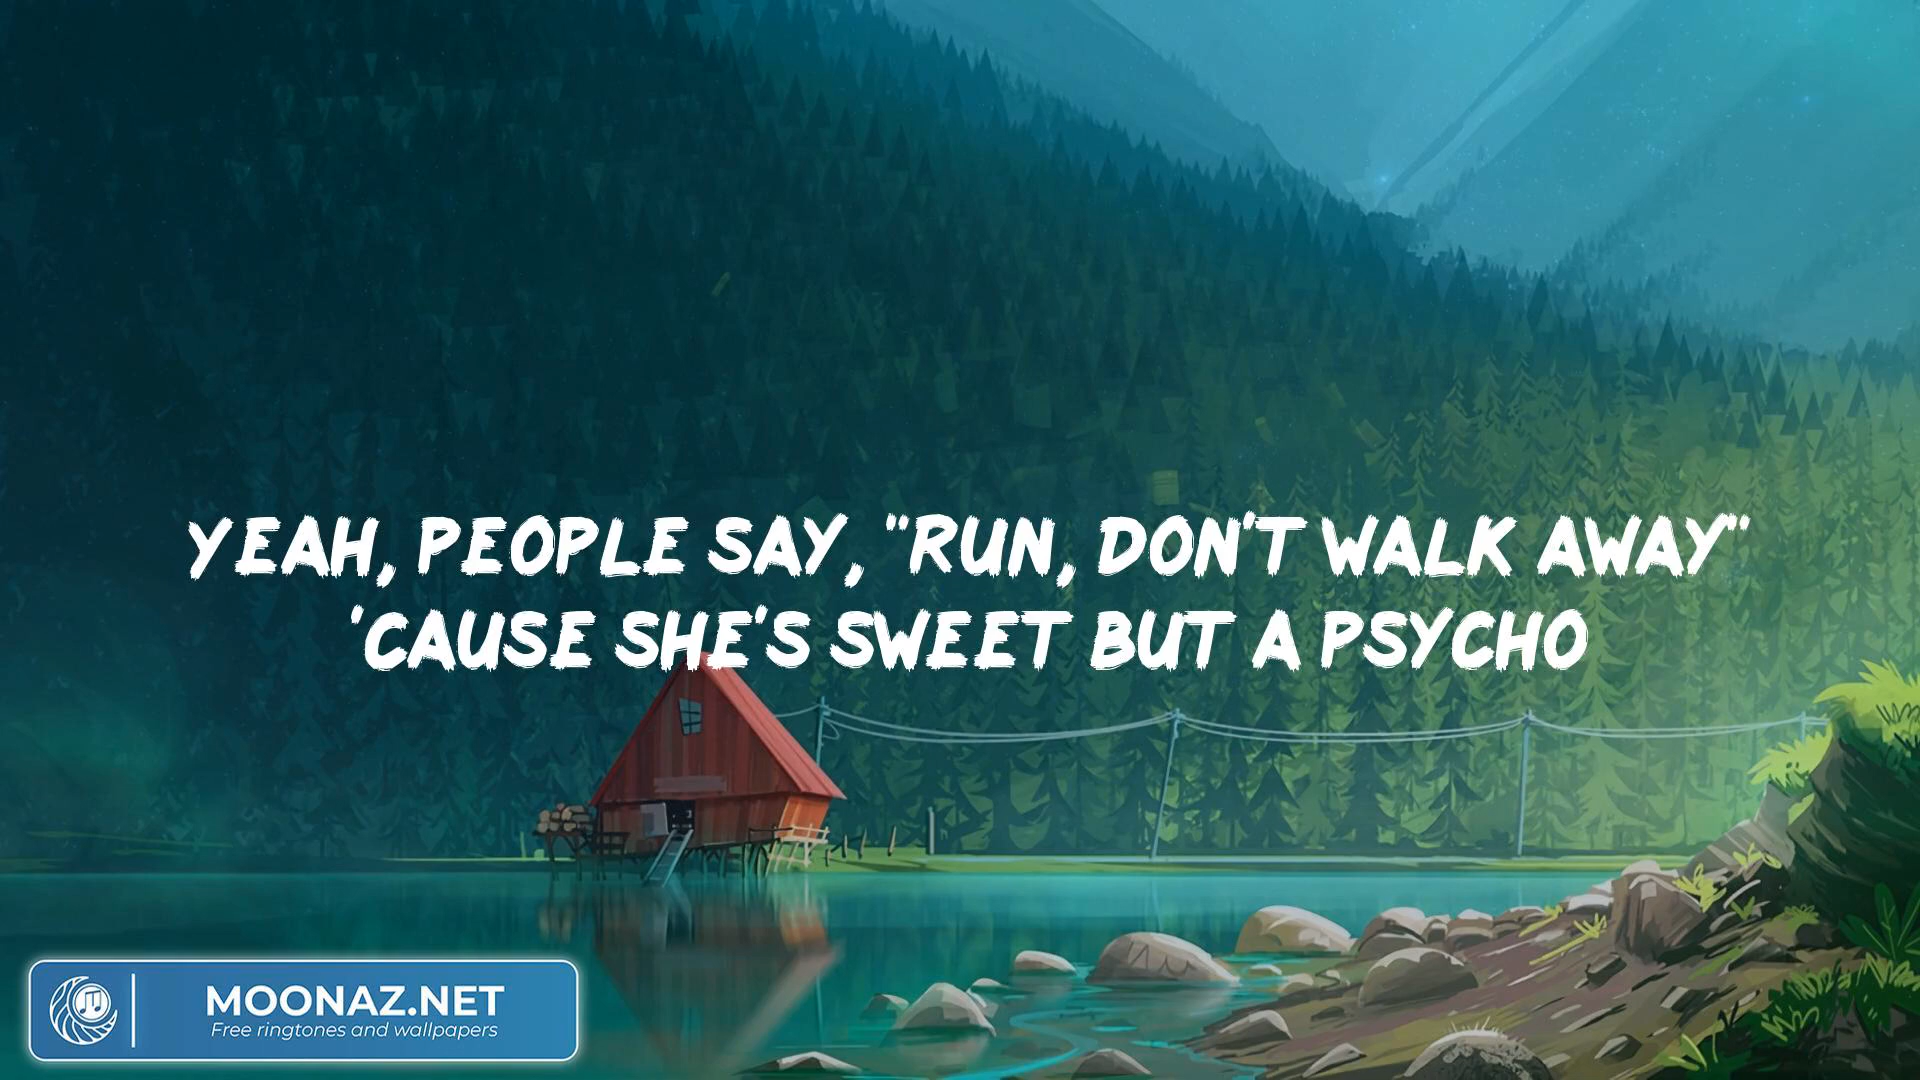 YEAH, PEOPLE SAY, "RUN, DON'T WALK AWAY"
'CAUSE SHE'S SWEET BUT A PSYCHO
MOONAZ.NET
Free ringtones and wallpapers